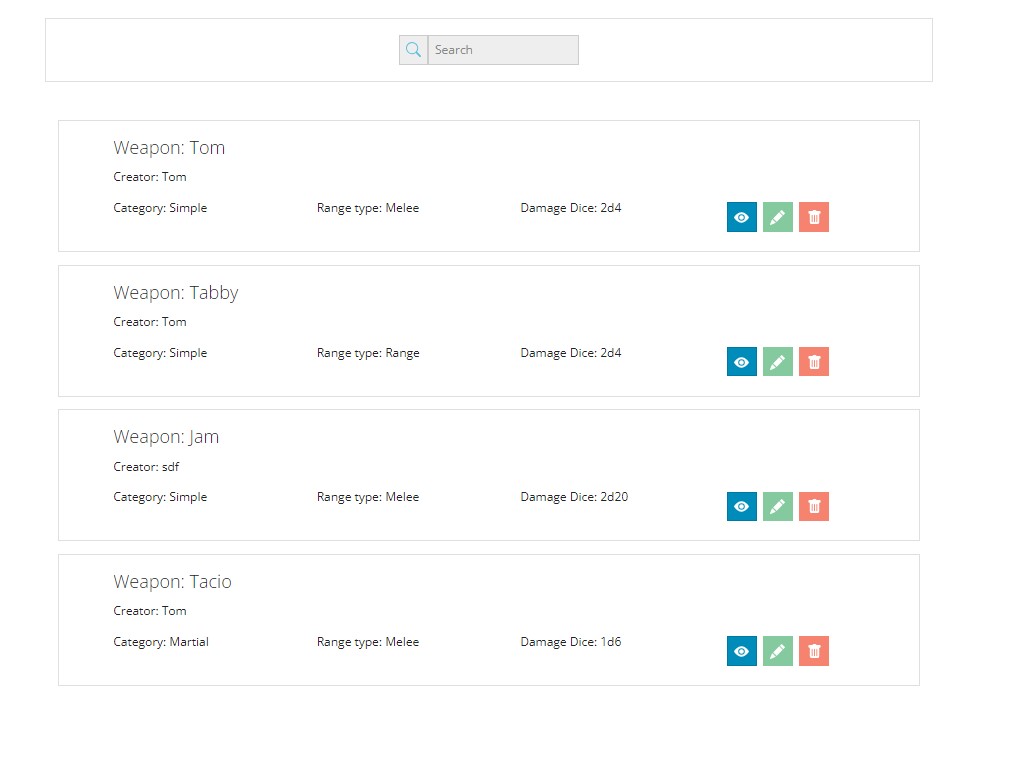 Search
Weapon: Tom
Creator: Tom
Category: Simple Range type: Melee Damage Dice: 2d4
Weapon: Tabby
Creator: Tom
Category: Simple Range type: Range Damage Dice: 2d4
Weapon: Jam
Creator: sdf
Category: Simple Range type: Melee Damage Dice: 2d20
Weapon: Tacio
Creator: Tom
Category: Martial Range type: Melee Damage Dice: 1d6